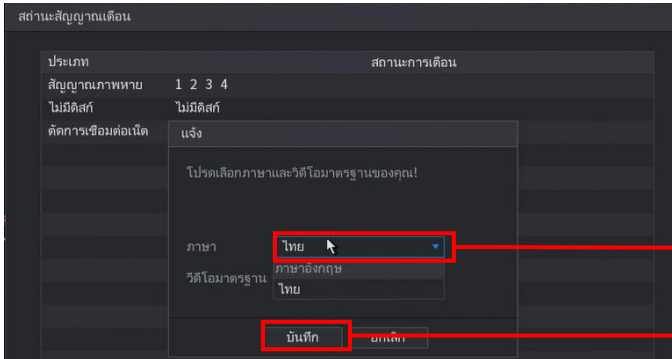 สถานะสัญญาณเตือน
ประเภท สถานะการเตือน
สัญญาณภาพหาย 1 2 3 4
ไม่มีดิสก์ ไม่มีดิสก์
ตัดการเชื่อมต่อเน็ต
แจ้ง
โปรดเลือกภาษาและวิดีโอมาตรฐานของคุณ!
ภาษา ไทย
ภาษาอังกฤษ
วิดีโอมาตรฐาน
ไทย
บันทึก ยกเลิก